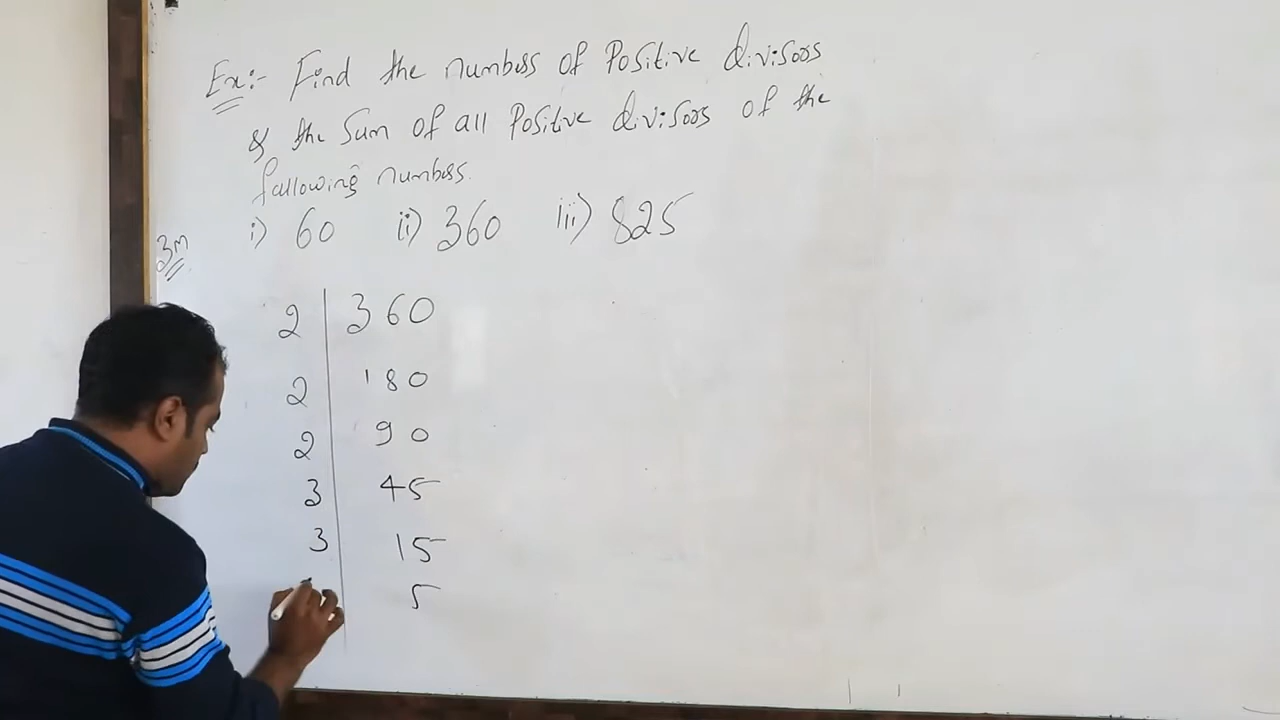 Ex:- Find the numbers of Positive divisors
& the Sum of all Positive divisors of the
following numbers.
i) 60 ii) 360 iii) 825
3m
2 360
2 180
2 90
3 45
3 15
5